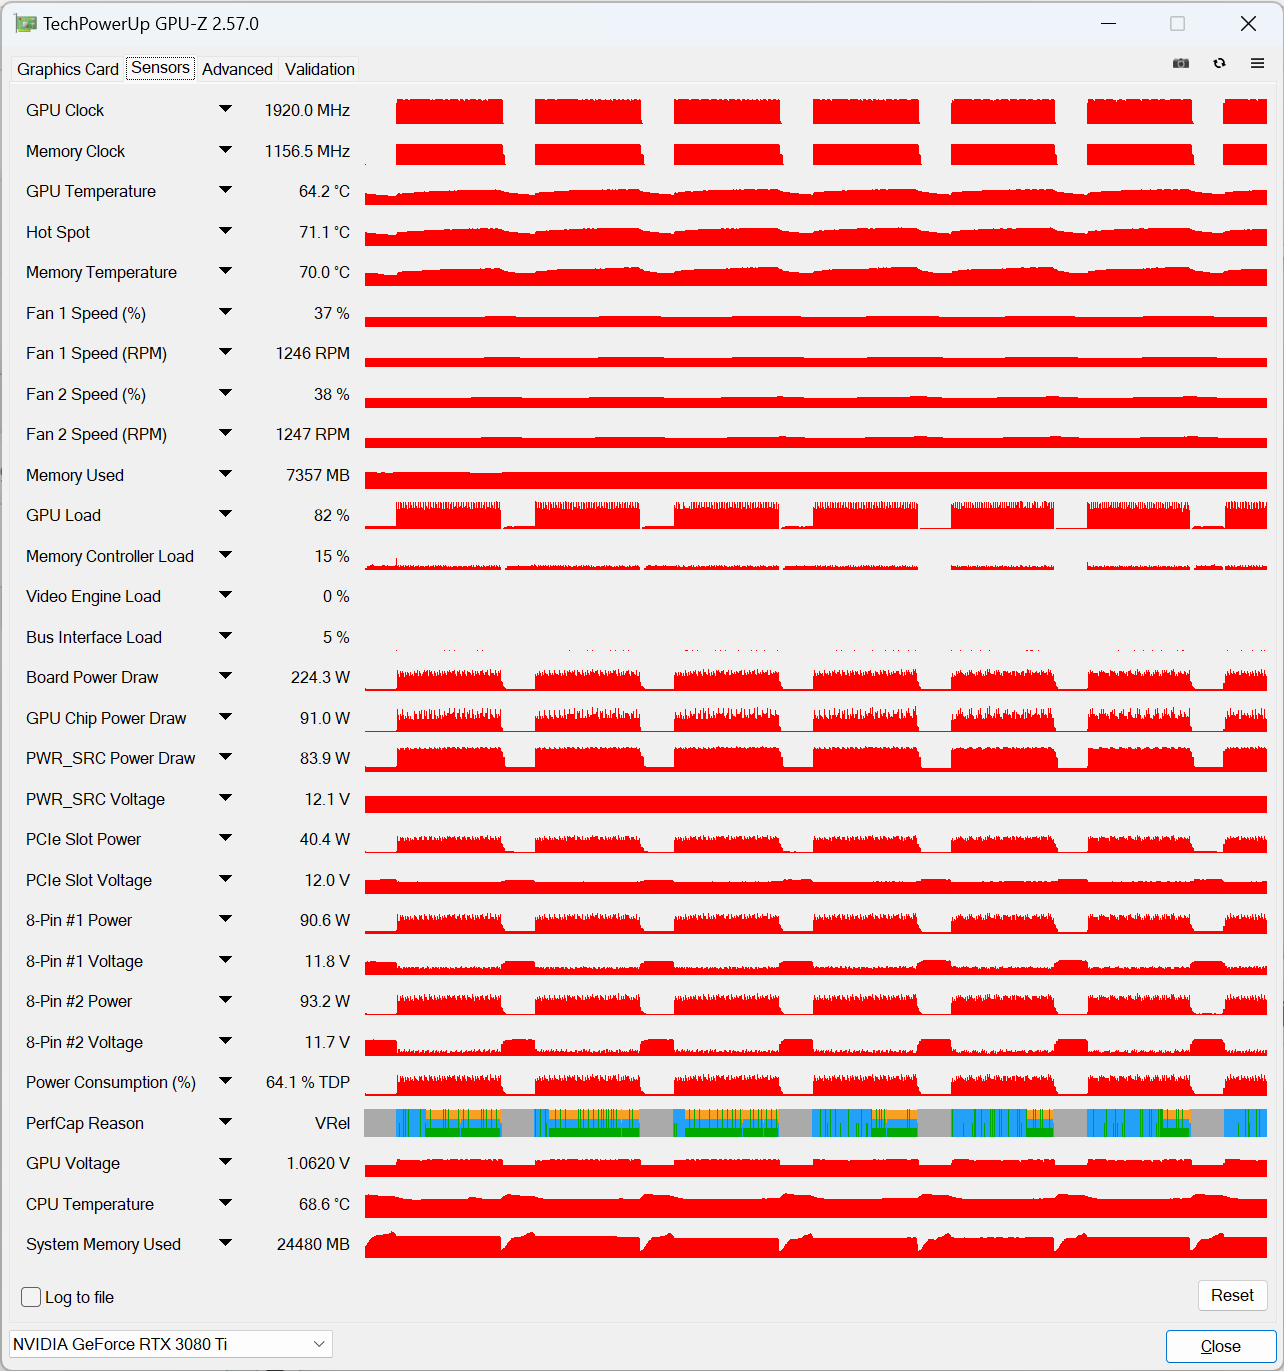 TechPowerUp GPU-Z 2.57.0
Graphics Card Sensors Advanced Validation
GPU Clock 1920.0 MHz
Memory Clock 1156.5 MHz
GPU Temperature 64.2 °C
Hot Spot 71.1 °C
Memory Temperature 70.0 °C
Fan 1 Speed (%) 37 %
Fan 1 Speed (RPM) 1246 RPM
Fan 2 Speed (%) 38 %
Fan 2 Speed (RPM) 1247 RPM
Memory Used 7357 MB
GPU Load 82 %
Memory Controller Load 15 %
Video Engine Load 0 %
Bus Interface Load 5 %
Board Power Draw 224.3 W
GPU Chip Power Draw 91.0 W
PWR_SRC Power Draw 83.9 W
PWR_SRC Voltage 12.1 V
PCIe Slot Power 40.4 W
PCIe Slot Voltage 12.0 V
8-Pin #1 Power 90.6 W
8-Pin #1 Voltage 11.8 V
8-Pin #2 Power 93.2 W
8-Pin #2 Voltage 11.7 V
Power Consumption (%) 64.1 % TDP
PerfCap Reason VRel
GPU Voltage 1.0620 V
CPU Temperature 68.6 °C
System Memory Used 24480 MB
Log to file Reset
NVIDIA GeForce RTX 3080 Ti Close